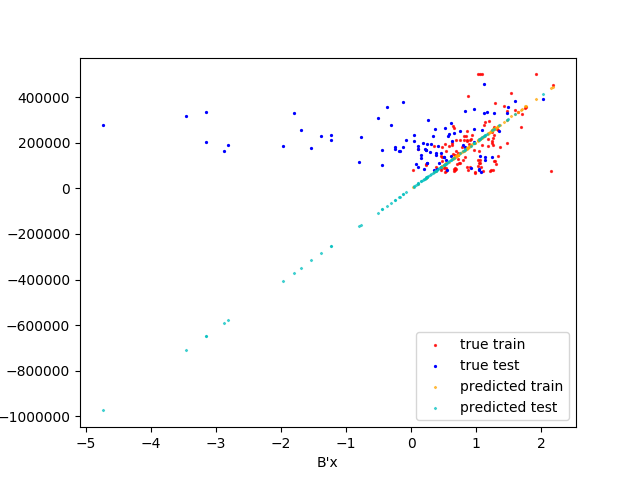 400000
200000
0
−200000
−400000
−600000
−800000
−1000000
−5 −4 −3 −2 −1 0 1 2
B'x
true train
true test
predicted train
predicted test